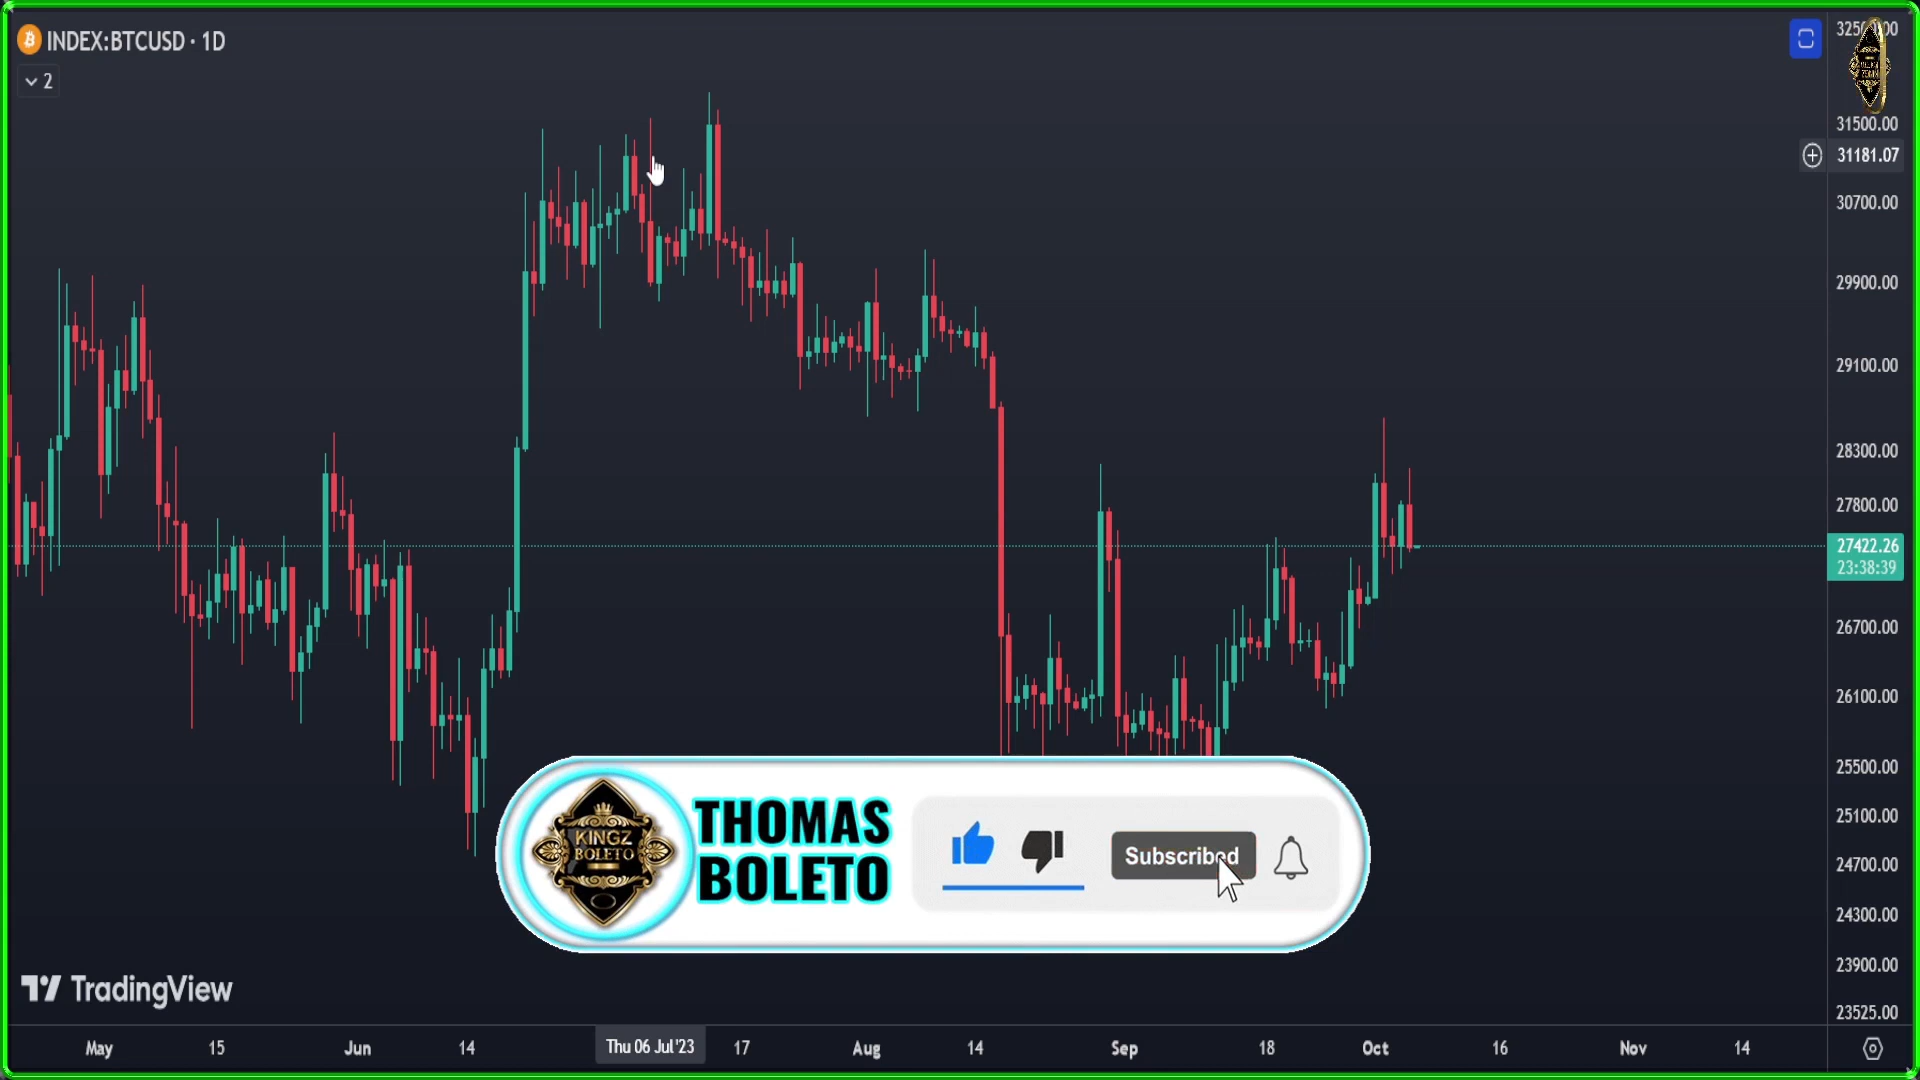 INDEX:BTCUSD · 1D
2
31500.00
31181.07
30700.00
29900.00
29100.00
28300.00
27800.00
27422.26
23:38:39
26700.00
26100.00
25500.00
25100.00
24700.00
24300.00
23900.00
23525.00
KINGZ
BOLETO
THOMAS
BOLETO
Subscribed
TradingView
May 15 Jun 14 Thu 06 Jul'23 17 Aug 14 Sep 18 Oct 16 Nov 14